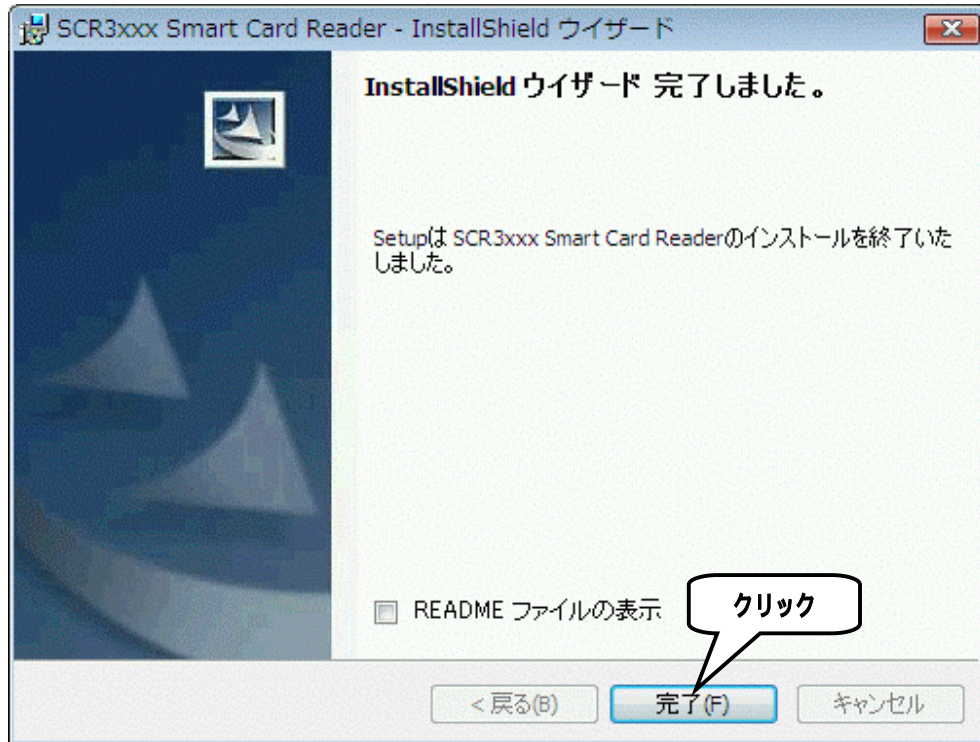 SCR3xxx Smart Card Reader - InstallShield ウイザード
InstallShield ウイザード 完了しました。
Setupは SCR3xxx Smart Card Readerのインストールを終了いた
しました。
README ファイルの表示
クリック
< 戻る(B)
完了(F)
キャンセル